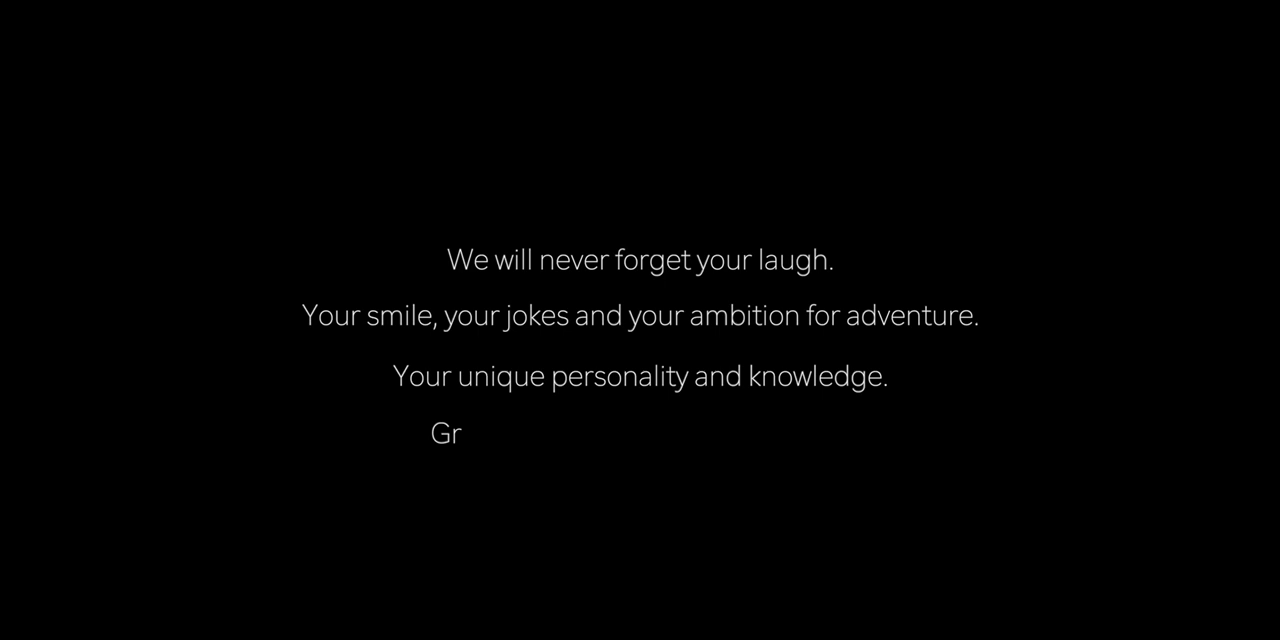 We will never forget your laugh.
Your smile, your jokes and your ambition for adventure.
Your unique personality and knowledge.
Gr